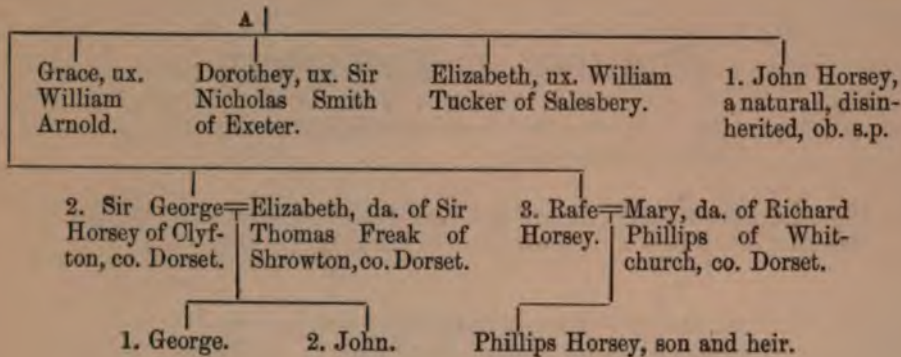 A
Grace, ux.
William
Arnold.
Dorothey, ux. Sir
Nicholas Smith
of Exeter.
Elizabeth, ux. William
Tucker of Salesbery.
1. John Horsey,
a naturall, disin-
herited, ob. s.p.
2. Sir George
Horsey of Clyf-
ton, co. Dorset.
Elizabeth, da. of Sir
Thomas Freak of
Shrowton, co. Dorset.
3. Rafe
Horsey.
Mary, da. of Richard
Phillips of Whit-
church, co. Dorset.
1. George.
2. John.
Phillips Horsey, son and heir.